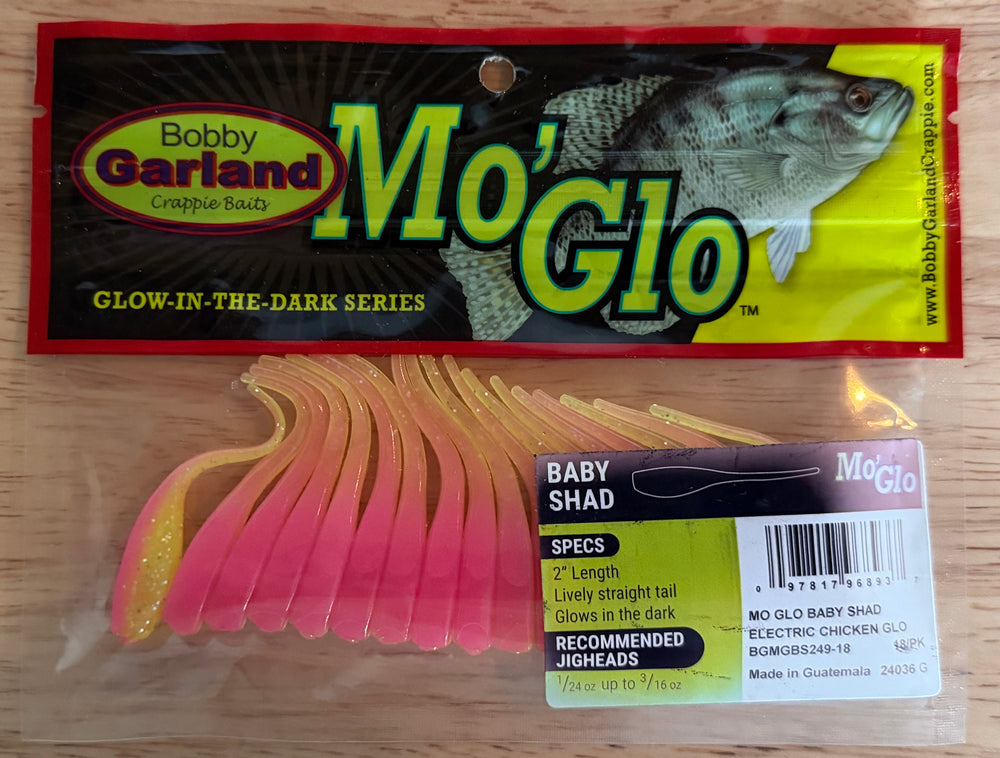 Bobby
Garland
Crappie Baits
Mo'Glo
TM
GLOW-IN-THE-DARK SERIES
www.BobbyGarlandCrappie.com
BABY
SHAD
Mo'Glo
SPECS
2" Length
Lively straight tail
Glows in the dark
RECOMMENDED
JIGHEADS
1/24 oz up to 3/16 oz
0 97817 96893 7
MO GLO BABY SHAD
ELECTRIC CHICKEN GLO
BGMGBS249-18 18/PK
Made in Guatemala 24036 G